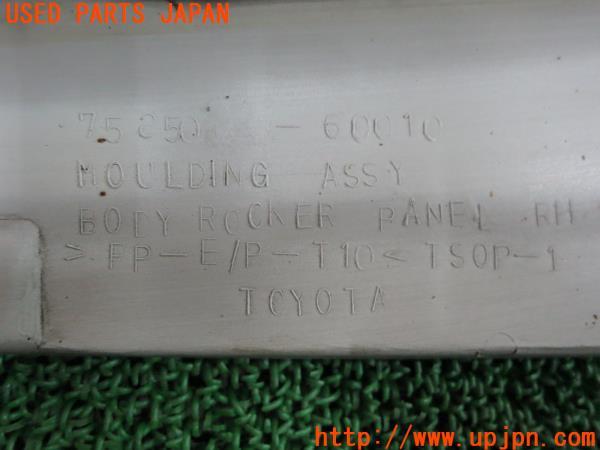 USED PARTS JAPAN
75850 -60010
MOULDING ASSY
BODY ROCKER PANEL RH
>PP-E/P-T10< TSOP-1
TOYOTA
http://www.upjpn.com/